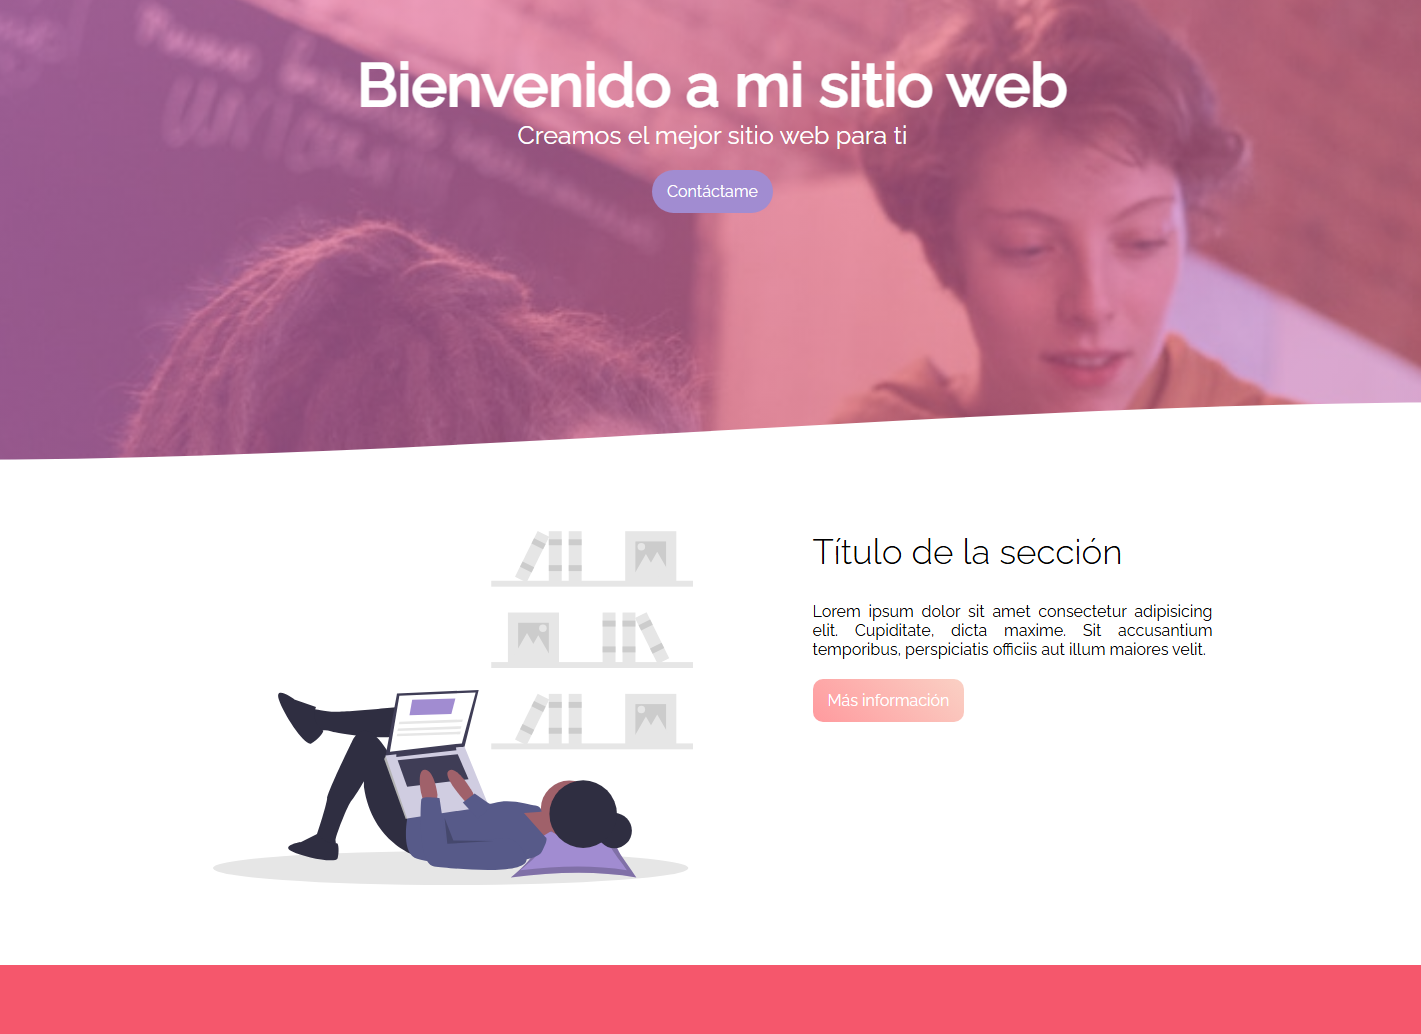 Bienvenido a mi sitio web
Creamos el mejor sitio web para ti
Contáctame
Título de la sección
Lorem ipsum dolor sit amet consectetur adipisicing
elit. Cupiditate, dicta maxime. Sit accusantium
temporibus, perspiciatis officiis aut illum maiores velit.
Más información